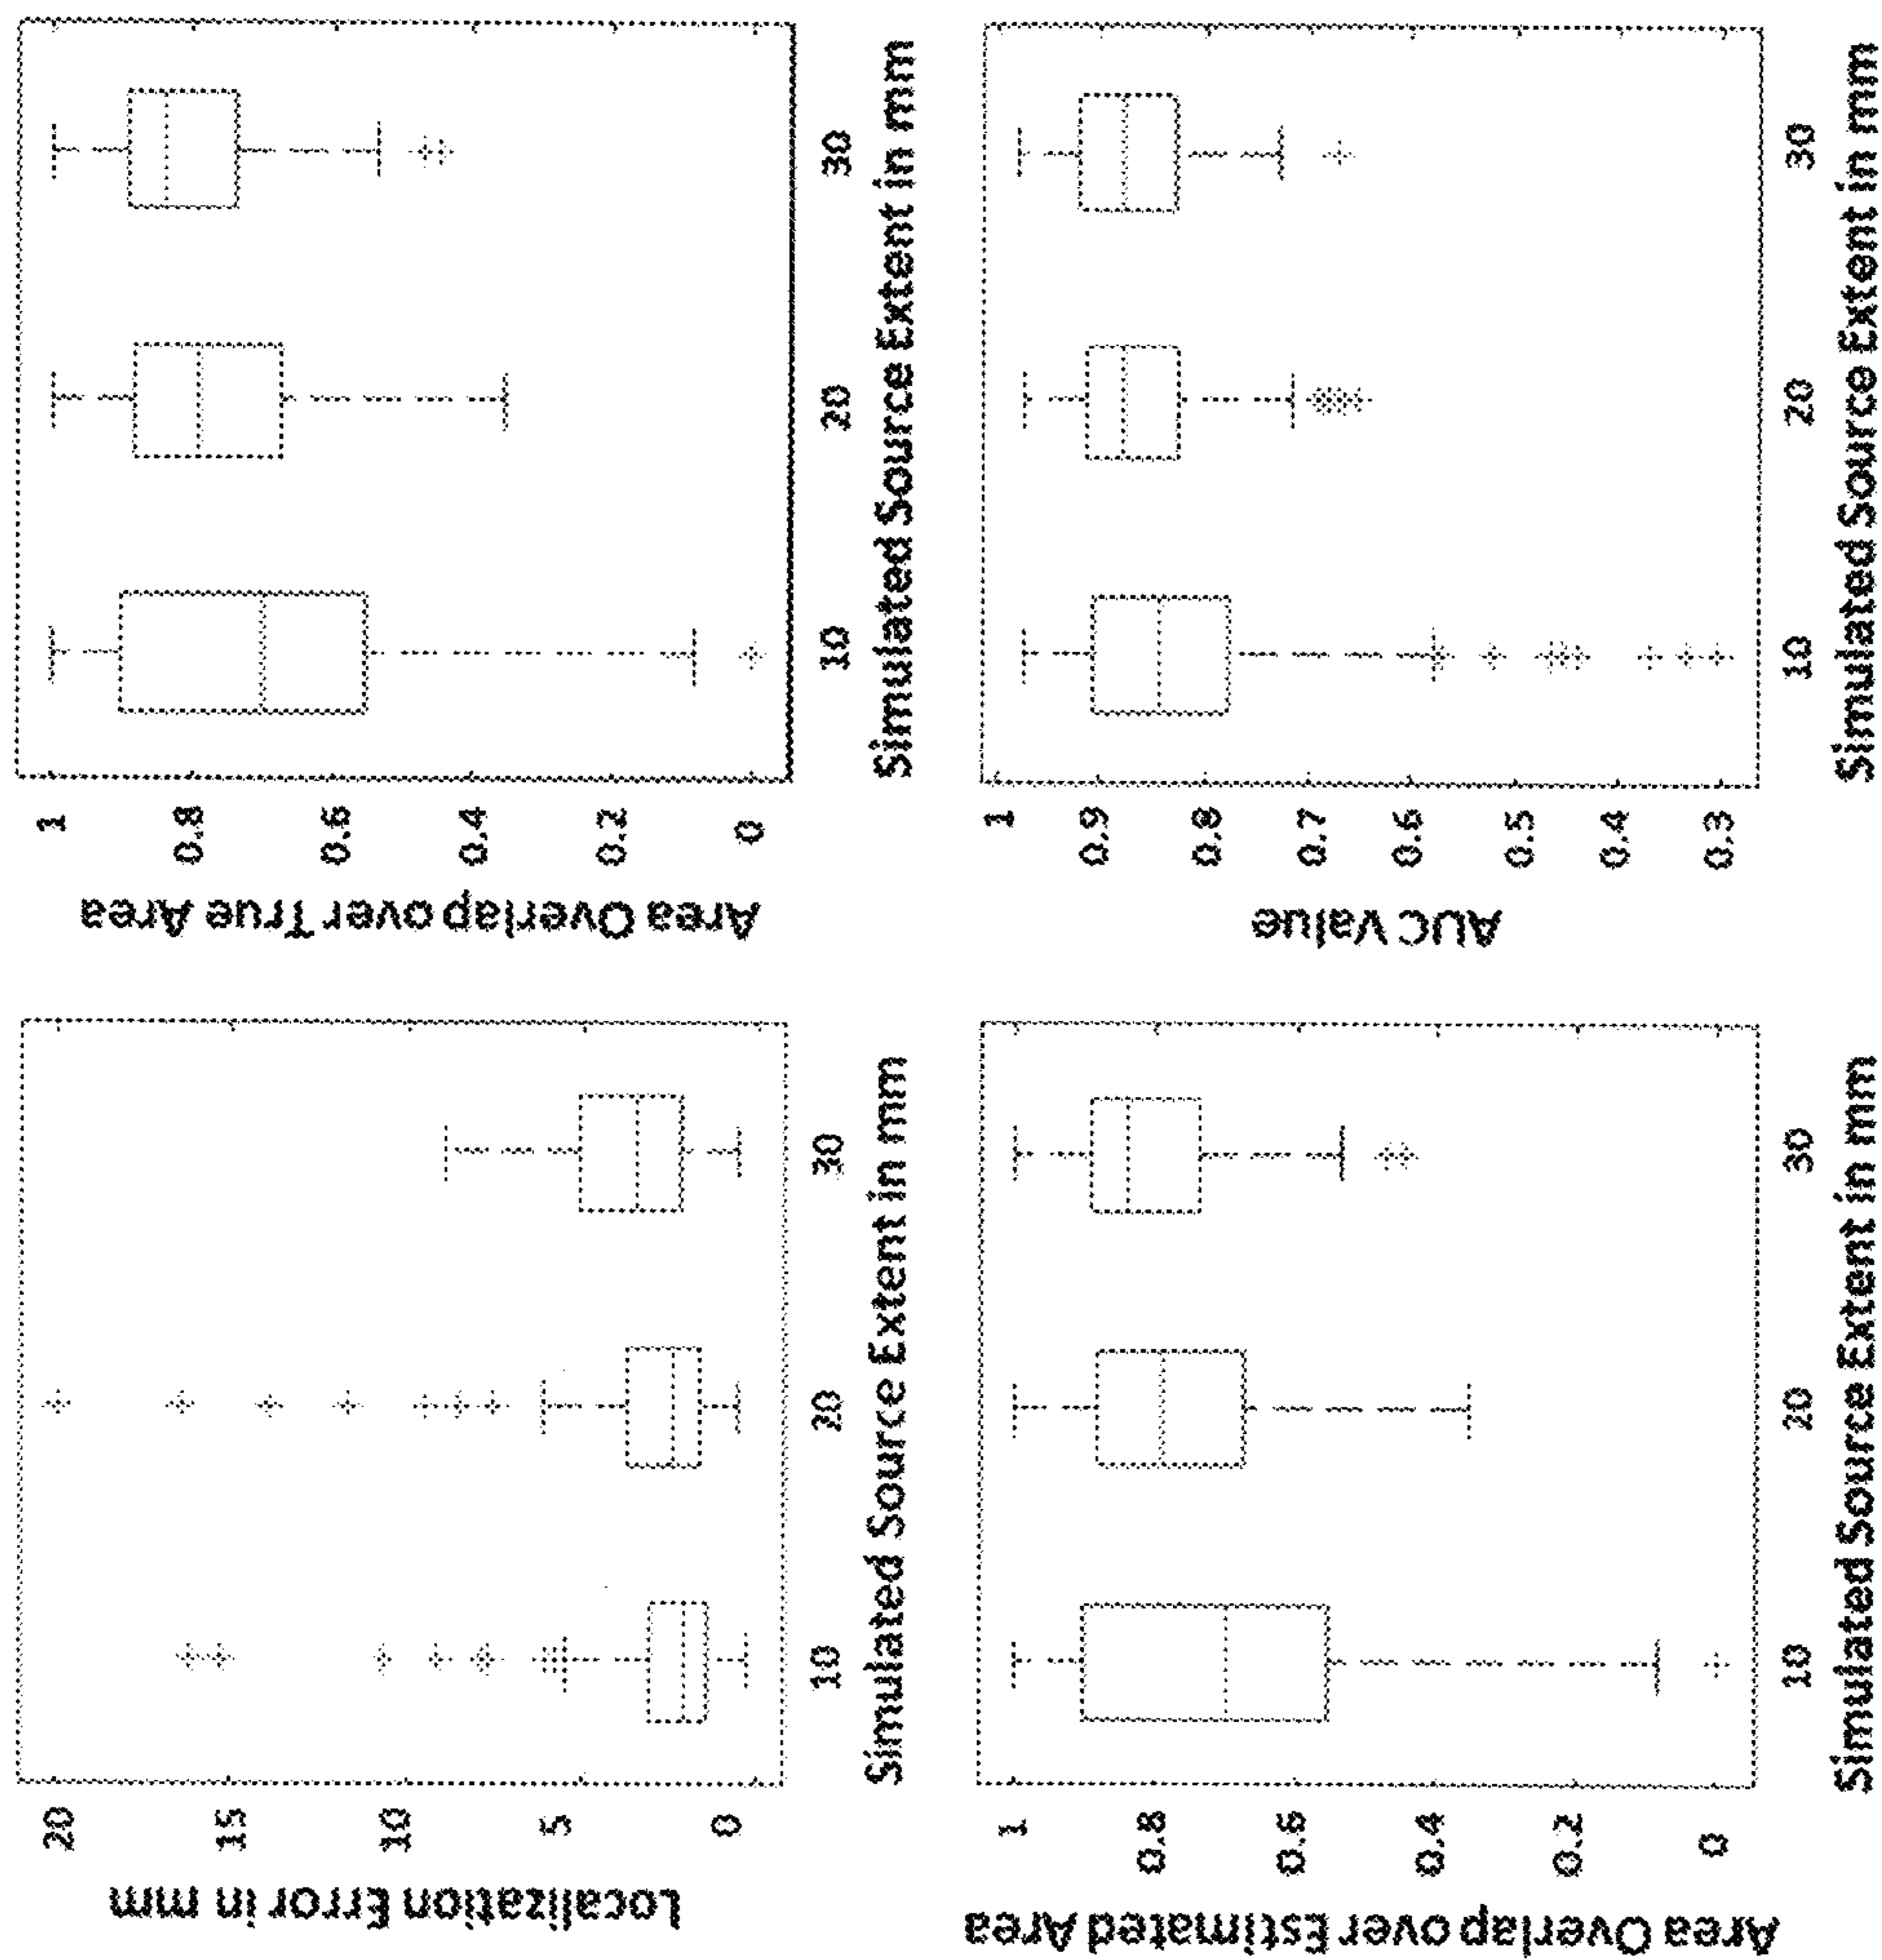 Localization Error in mm
20
15
10
5
0
10 20 30
Simulated Source Extent in mm
Area Overlap over True Area
1
0.8
0.6
0.4
0.2
0
10 20 30
Simulated Source Extent in mm
Area Overlap over Estimated Area
1
0.8
0.6
0.4
0.2
0
10 20 30
Simulated Source Extent in mm
AUC Value
1
0.9
0.8
0.7
0.6
0.5
0.4
0.3
10 20 30
Simulated Source Extent in mm